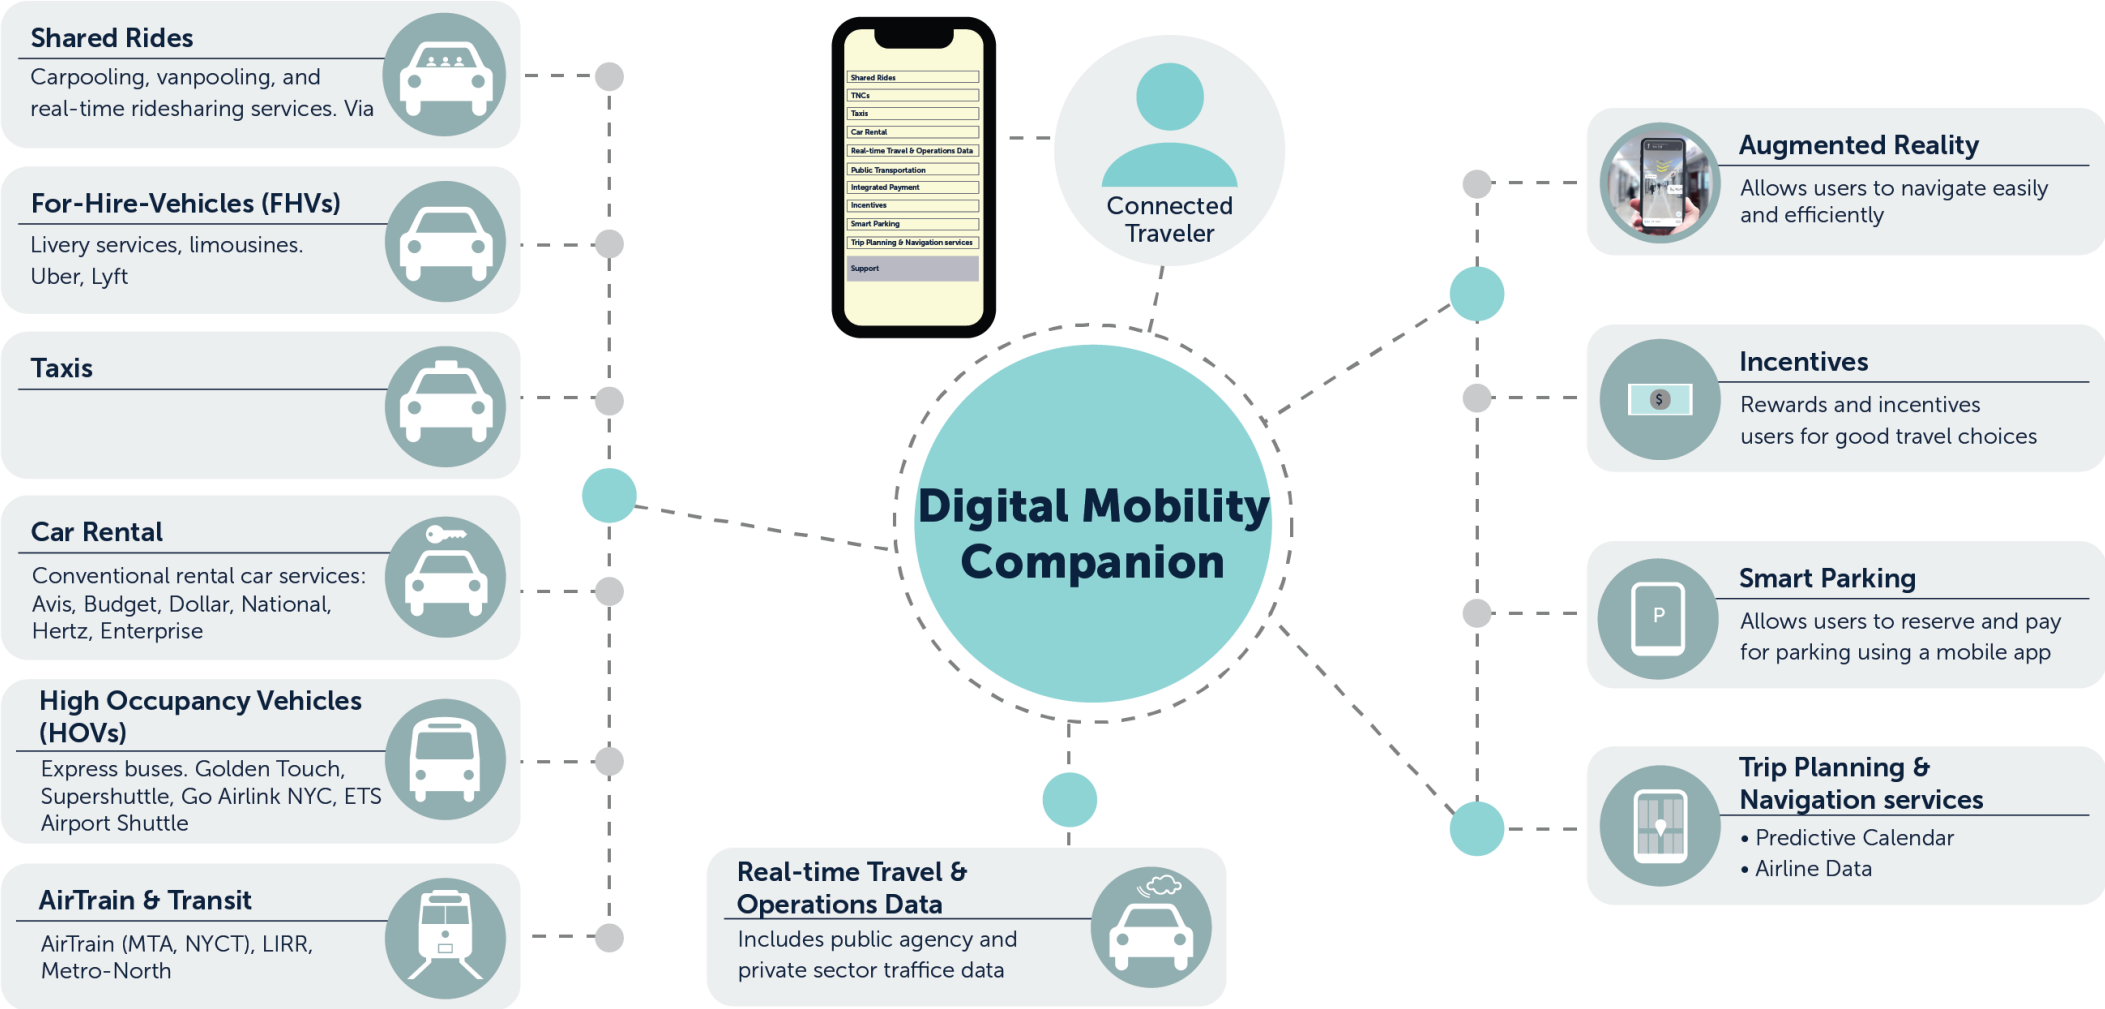 Shared Rides
Carpooling, vanpooling, and
real-time ridesharing services. Via
For-Hire-Vehicles (FHVs)
Livery services, limousines.
Uber, Lyft
Taxis
Car Rental
Conventional rental car services:
Avis, Budget, Dollar, National,
Hertz, Enterprise
High Occupancy Vehicles
(HOVs)
Express buses. Golden Touch,
Supershuttle, Go Airlink NYC, ETS
Airport Shuttle
AirTrain & Transit
AirTrain (MTA, NYCT), LIRR,
Metro-North
Shared Rides
TNCs
Taxis
Car Rental
Real-time Travel & Operations Data
Public Transportation
Integrated Payment
Incentives
Smart Parking
Trip Planning & Navigation services
Support
Connected
Traveler
Digital Mobility
Companion
Real-time Travel &
Operations Data
Includes public agency and
private sector traffice data
Augmented Reality
Allows users to navigate easily
and efficiently
$
Incentives
Rewards and incentives
users for good travel choices
P
Smart Parking
Allows users to reserve and pay
for parking using a mobile app
Trip Planning &
Navigation services
• Predictive Calendar
• Airline Data